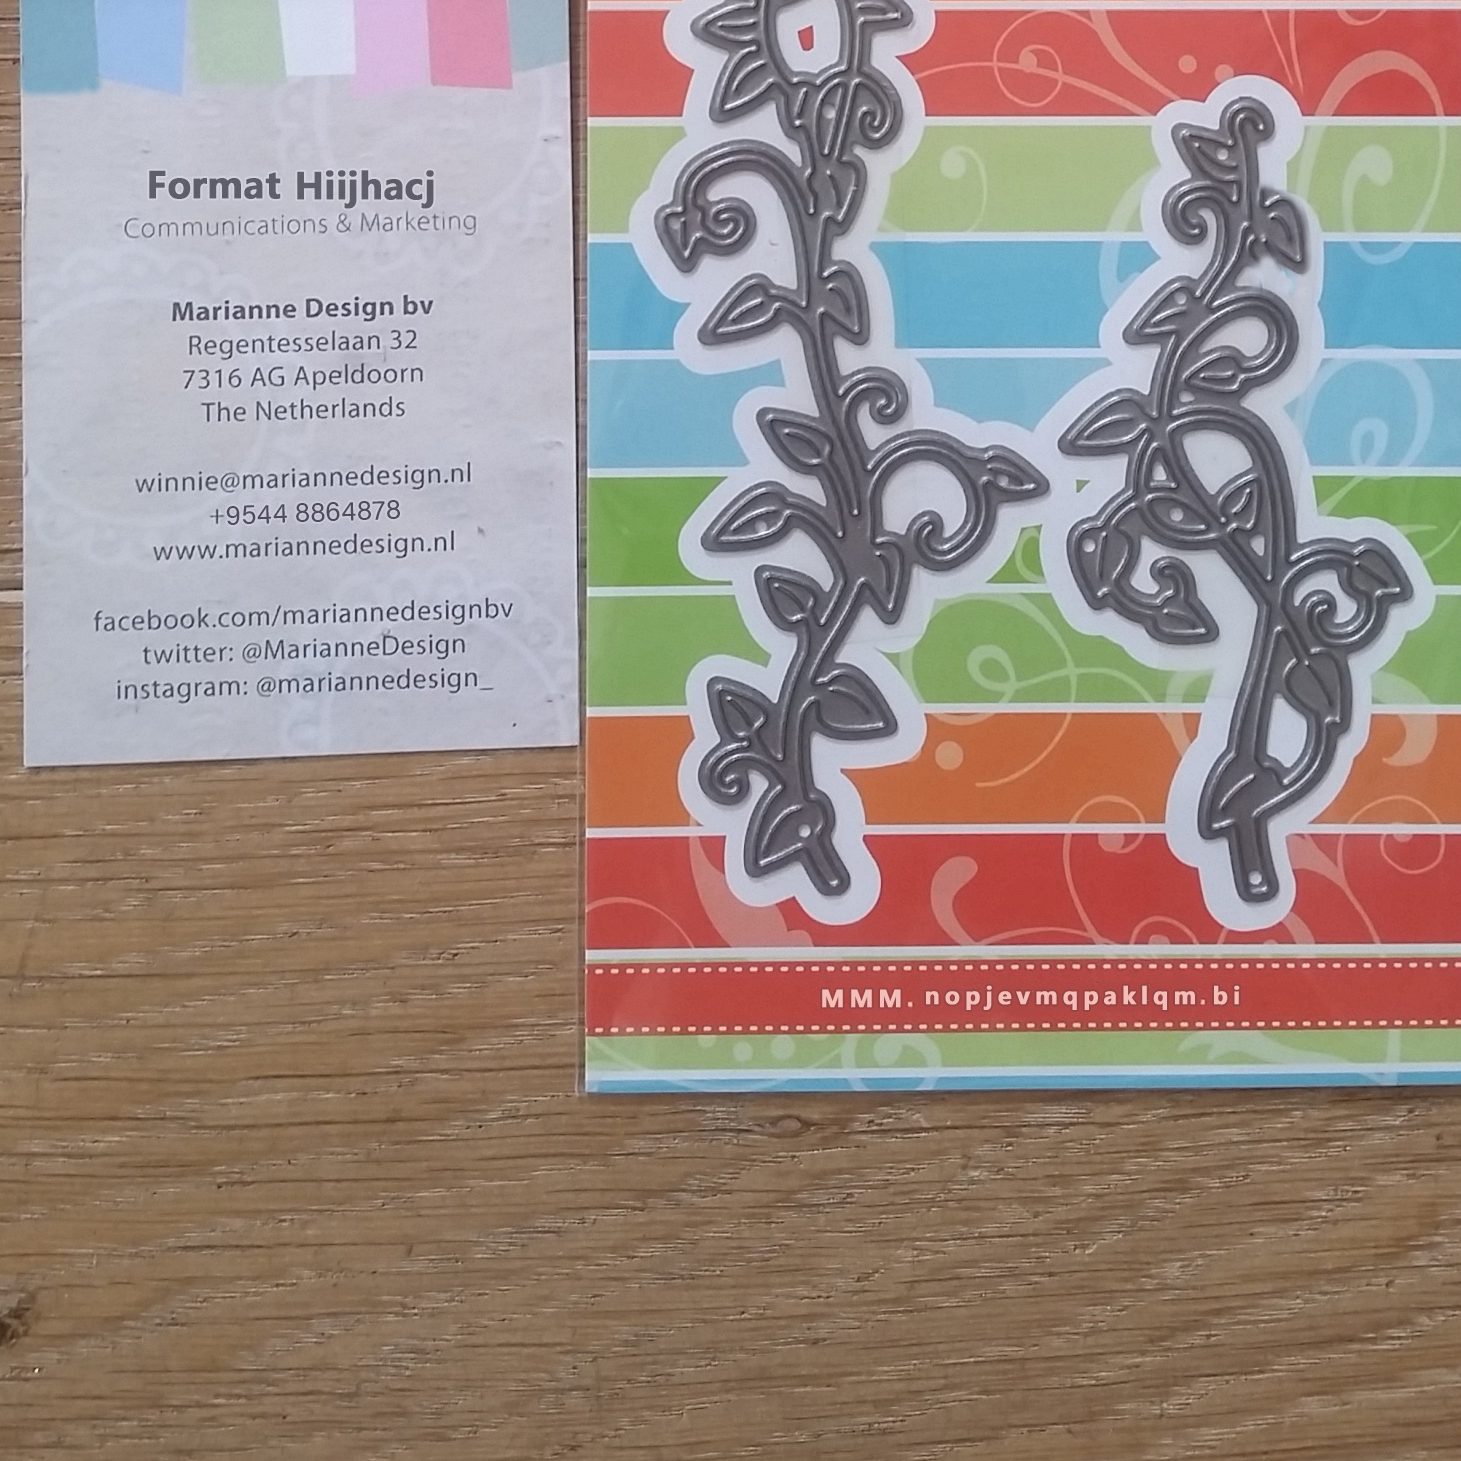 Format Hiijhacj
Communications & Marketing
Marianne Design bv
Regentesselaan 32
7316 AG Apeldoorn
The Netherlands
winnie@mariannedesign.nl
+9544 8864878
www.mariannedesign.nl
facebook.com/mariannedesignbv
twitter: @MarianneDesign
instagram: @mariannedesign_
MMM. nopjevmqpaklqm.bi